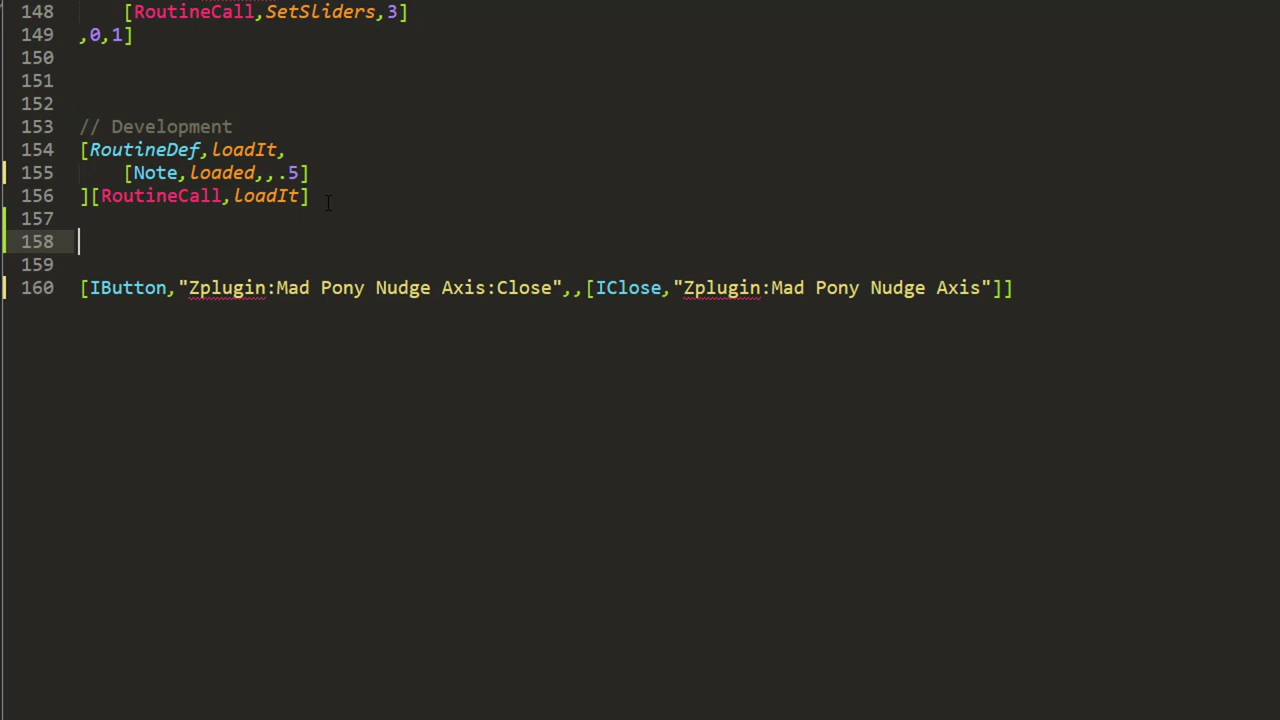 148 [RoutineCall,SetSliders,3]
149 ,0,1]
150
151
152
153 // Development
154 [RoutineDef,loadIt,
155 [Note,loaded,,.5]
156 ][RoutineCall,loadIt]
157
158
159
160 [IButton,"Zplugin:Mad Pony Nudge Axis:Close",,[IClose,"Zplugin:Mad Pony Nudge Axis"]]